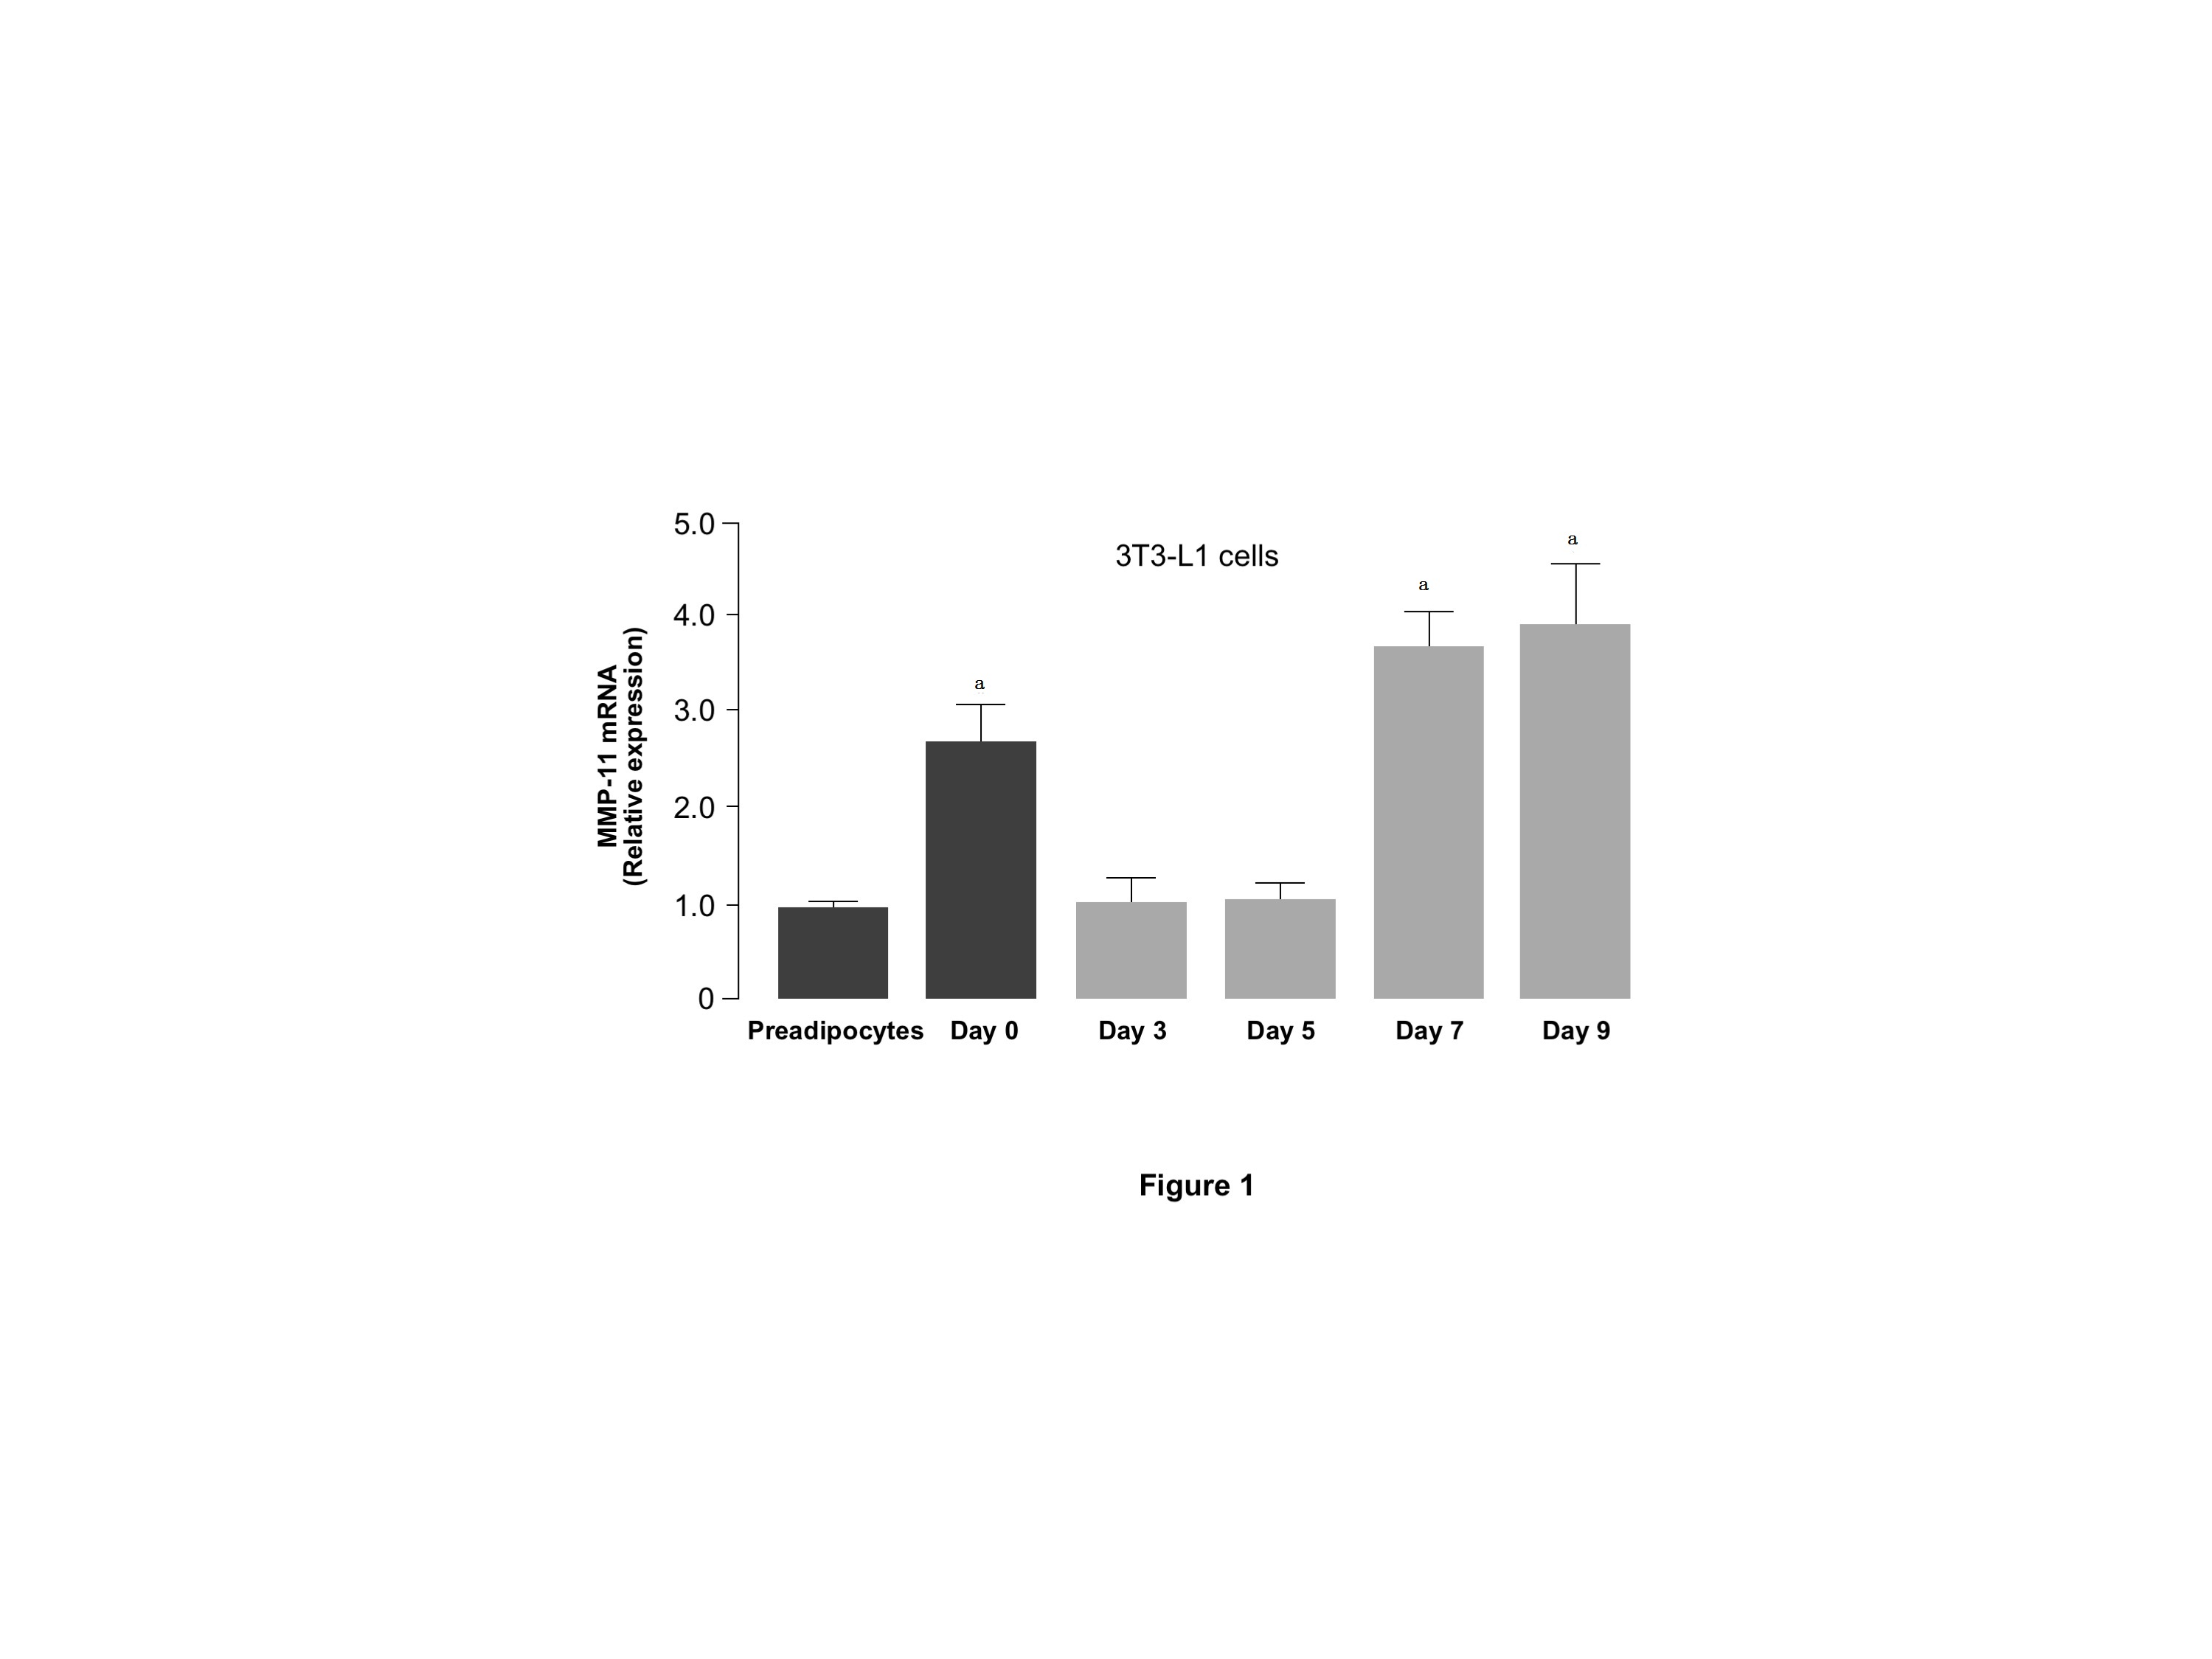 5.0
3T3-L1 cells
a
a
4.0
a
3.0
MMP-11 mRNA
(Relative expression)
2.0
1.0
0
Preadipocytes Day 0 Day 3 Day 5 Day 7 Day 9
Figure 1